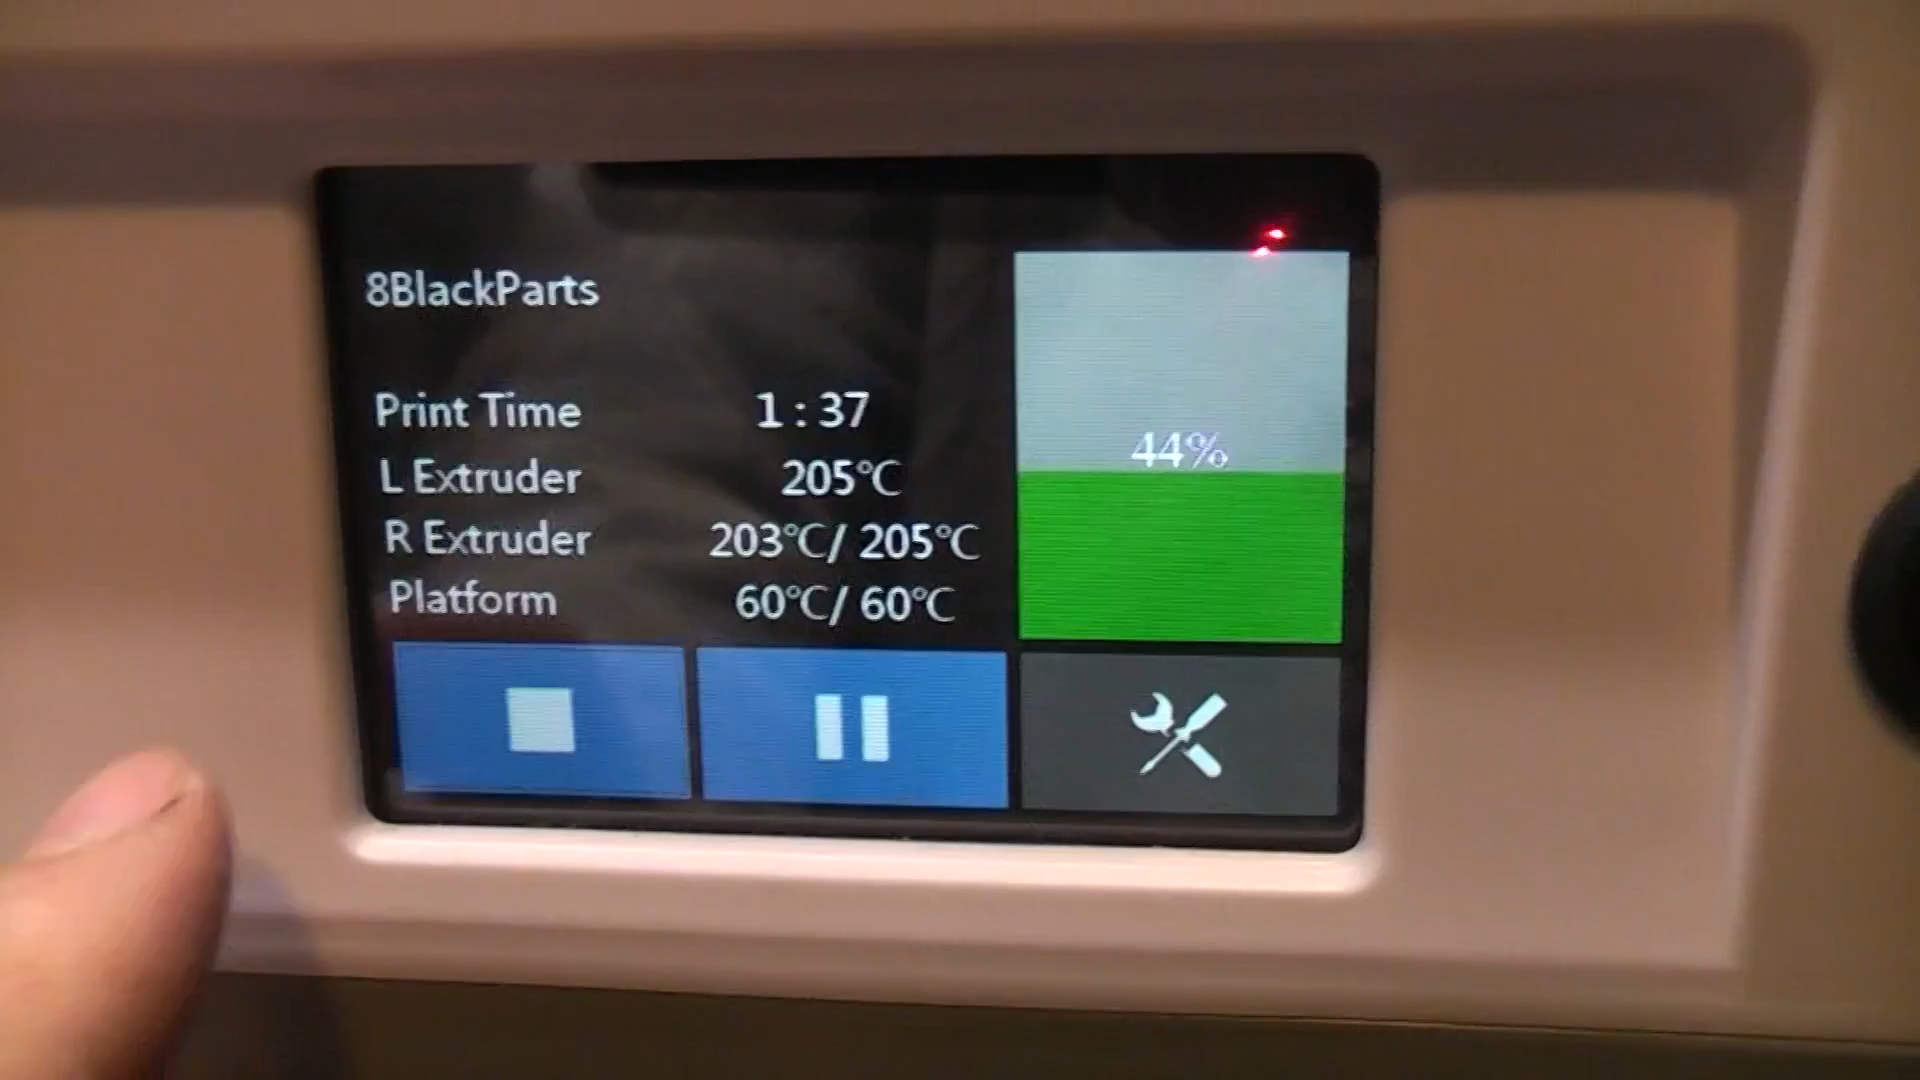 8BlackParts
Print Time 1 : 37
L Extruder 205℃
R Extruder 203℃/ 205℃
Platform 60℃/ 60℃
44%